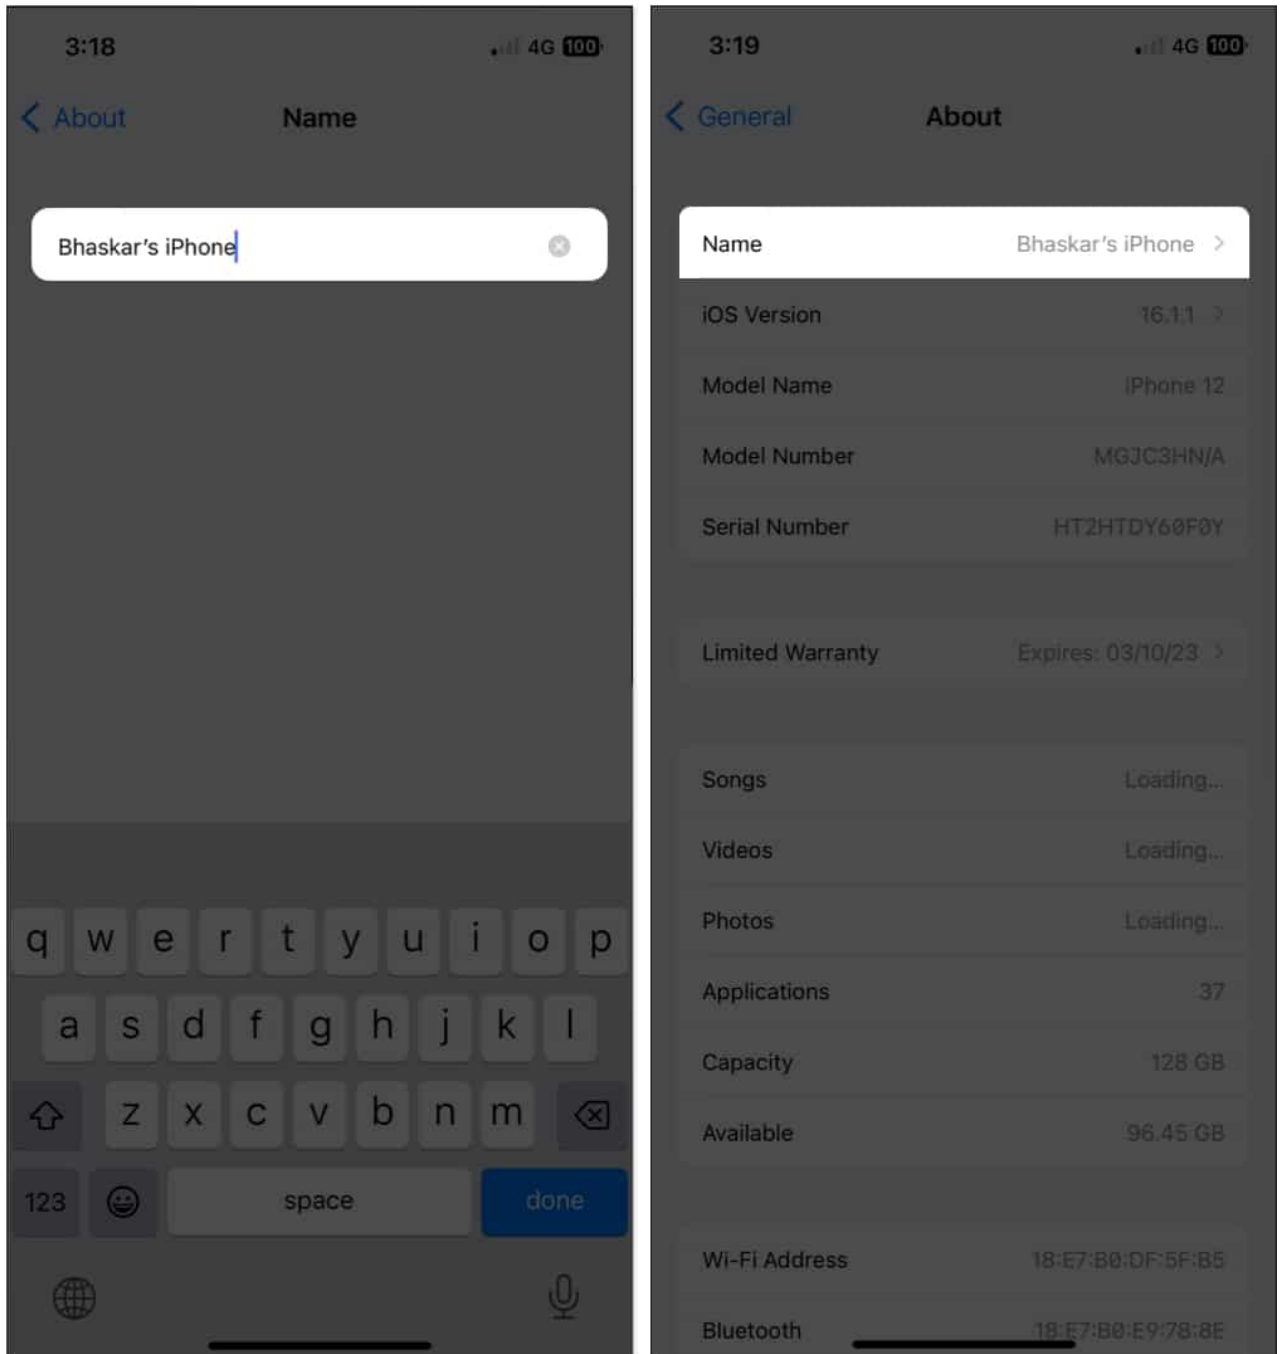 3:18
4G 100
About
Name
Bhaskar’s iPhone
q w e r t y u i o p
a s d f g h j k l
z x c v b n m
123
space
done
3:19
4G 100
General
About
Name Bhaskar’s iPhone
iOS Version 16.1.1
Model Name iPhone 12
Model Number MGJC3HN/A
Serial Number HT2HTDY60F0Y
Limited Warranty Expires: 03/10/23
Songs Loading...
Videos Loading...
Photos Loading...
Applications 37
Capacity 128 GB
Available 96.45 GB
Wi-Fi Address 18:E7:B0:DF:5F:B5
Bluetooth 18:E7:B0:E9:78:8E